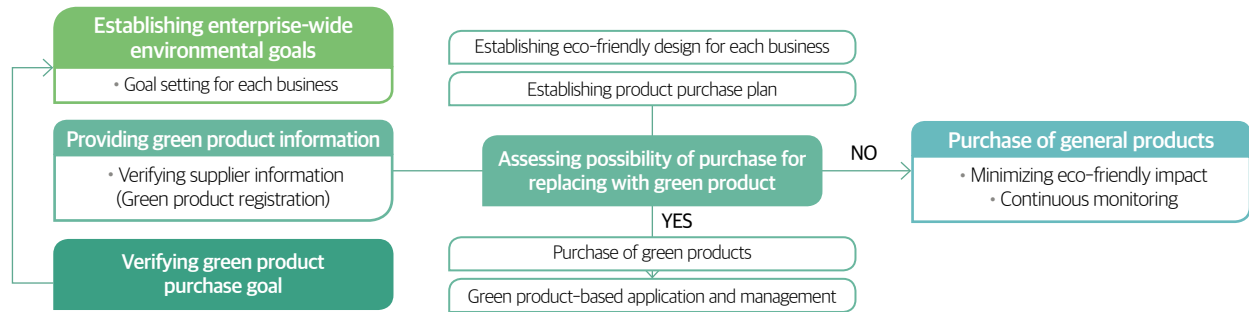 Establishing enterprise-wide
environmental goals
• Goal setting for each business
Providing green product information
• Verifying supplier information
(Green product registration)
Verifying green product
purchase goal
Establishing eco-friendly design for each business
Establishing product purchase plan
Assessing possibility of purchase for
replacing with green product
YES
Purchase of green products
Green product-based application and management
NO
Purchase of general products
• Minimizing eco-friendly impact
• Continuous monitoring